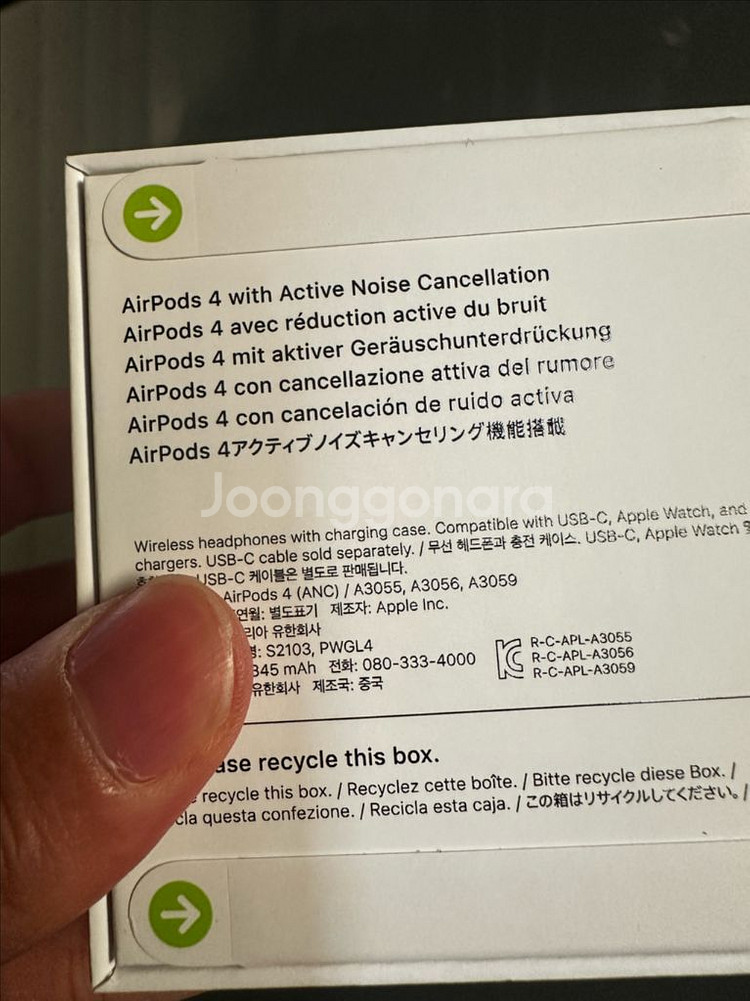 AirPods 4 with Active Noise Cancellation
AirPods 4 avec réduction active du bruit
AirPods 4 mit aktiver Geräuschunterdrückung
AirPods 4 con cancellazione attiva del rumore
AirPods 4 con cancelación de ruido activa
AirPods 4アクティブノイズキャンセリング機能搭載
Joonggonara
Wireless headphones with charging case. Compatible with USB-C, Apple Watch, and
chargers. USB-C cable sold separately. / 무선 헤드폰과 충전 케이스. USB-C, Apple Watch 및
USB-C 케이블은 별도로 판매됩니다.
AirPods 4 (ANC) / A3055, A3056, A3059
별도표기 제조자: Apple Inc.
유한회사
S2103, PWGL4
345 mAh 전화: 080-333-4000
유한회사 제조국: 중국
R-C-APL-A3055
R-C-APL-A3056
R-C-APL-A3059
recycle this box.
recycle this box. / Recyclez cette boîte. / Bitte recycle diese Box. /
questa confezione. / Recicla esta caja. / この箱はリサイクルしてください。/